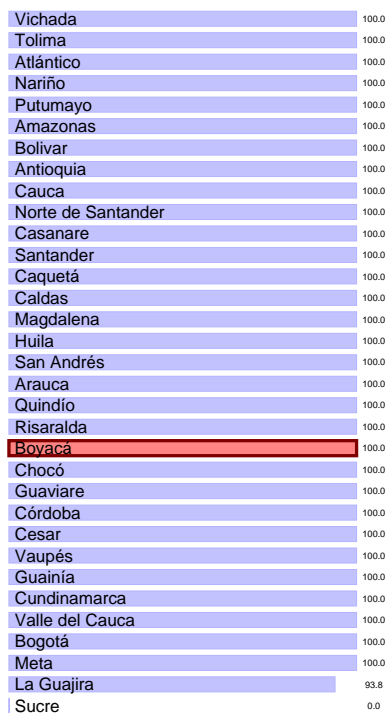 Vichada 100.0
Tolima 100.0
Atlántico 100.0
Nariño 100.0
Putumayo 100.0
Amazonas 100.0
Bolivar 100.0
Antioquia 100.0
Cauca 100.0
Norte de Santander 100.0
Casanare 100.0
Santander 100.0
Caquetá 100.0
Caldas 100.0
Magdalena 100.0
Huila 100.0
San Andrés 100.0
Arauca 100.0
Quindío 100.0
Risaralda 100.0
Boyacá 100.0
Chocó 100.0
Guaviare 100.0
Córdoba 100.0
Cesar 100.0
Vaupés 100.0
Guainía 100.0
Cundinamarca 100.0
Valle del Cauca 100.0
Bogotá 100.0
Meta 100.0
La Guajira 93.8
Sucre 0.0